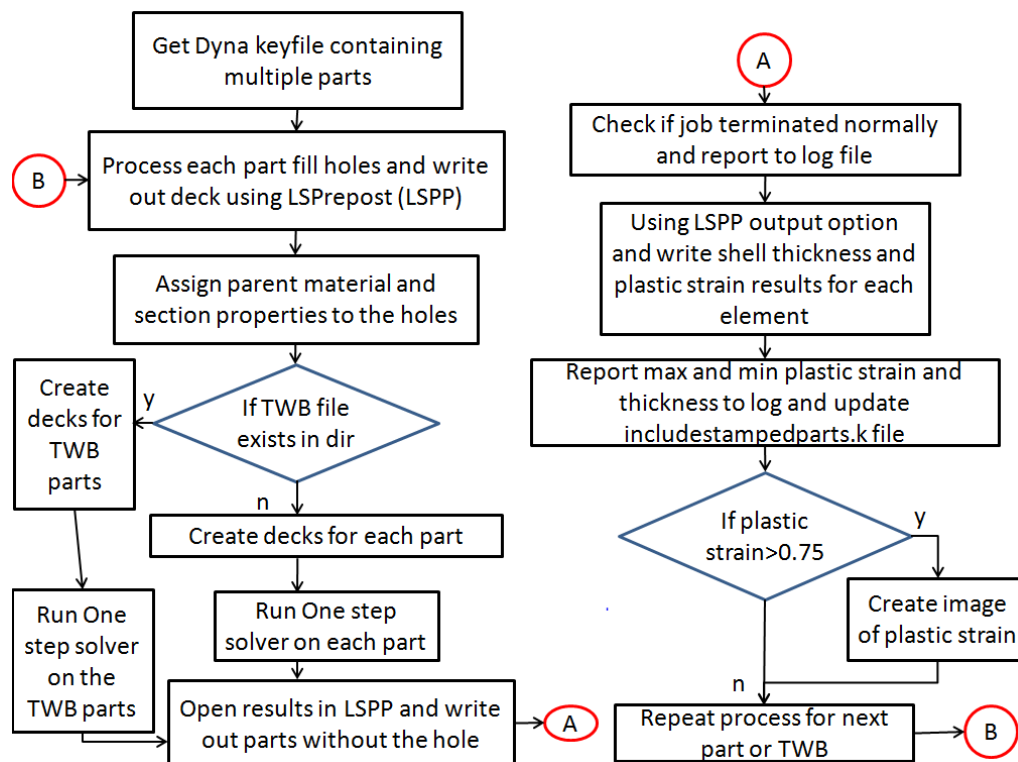 Get Dyna keyfile containing
multiple parts
B
Process each part fill holes and write
out deck using LSPrepost (LSPP)
Assign parent material and
section properties to the holes
If TWB file
exists in dir
y
Create
decks for
TWB
parts
n
Create decks for each part
Run One
step solver
on the
TWB parts
Run One step
solver on each part
Open results in LSPP and write
out parts without the hole
A
A
Check if job terminated normally
and report to log file
Using LSPP output option
and write shell thickness and
plastic strain results for each
element
Report max and min plastic strain and
thickness to log and update
includestampedparts.k file
If plastic
strain>0.75
y
Create image
of plastic strain
n
Repeat process for next
part or TWB
B